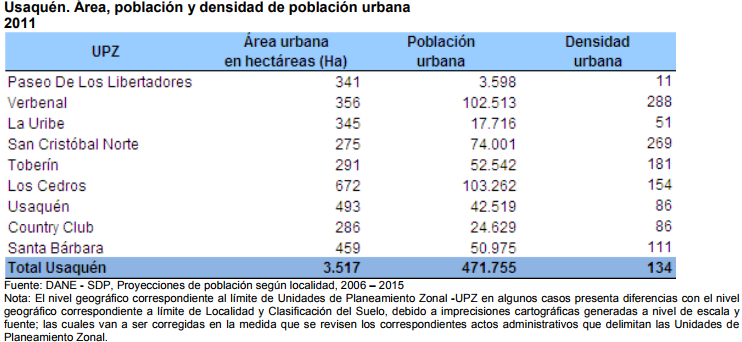 Usaquén. Área, población y densidad de población urbana
2011
UPZ Área urbana en hectáreas (Ha) Población urbana Densidad urbana
Paseo De Los Libertadores 341 3.598 11
Verbenal 356 102.513 288
La Uribe 345 17.716 51
San Cristóbal Norte 275 74.001 269
Toberín 291 52.542 181
Los Cedros 672 103.262 154
Usaquén 493 42.519 86
Country Club 286 24.629 86
Santa Bárbara 459 50.975 111
Total Usaquén 3.517 471.755 134
Fuente: DANE - SDP, Proyecciones de población según localidad, 2006 – 2015
Nota: El nivel geográfico correspondiente al límite de Unidades de Planeamiento Zonal -UPZ en algunos casos presenta diferencias con el nivel
geográfico correspondiente a límite de Localidad y Clasificación del Suelo, debido a imprecisiones cartográficas generadas a nivel de escala y
fuente; las cuales van a ser corregidas en la medida que se revisen los correspondientes actos administrativos que delimitan las Unidades de
Planeamiento Zonal.